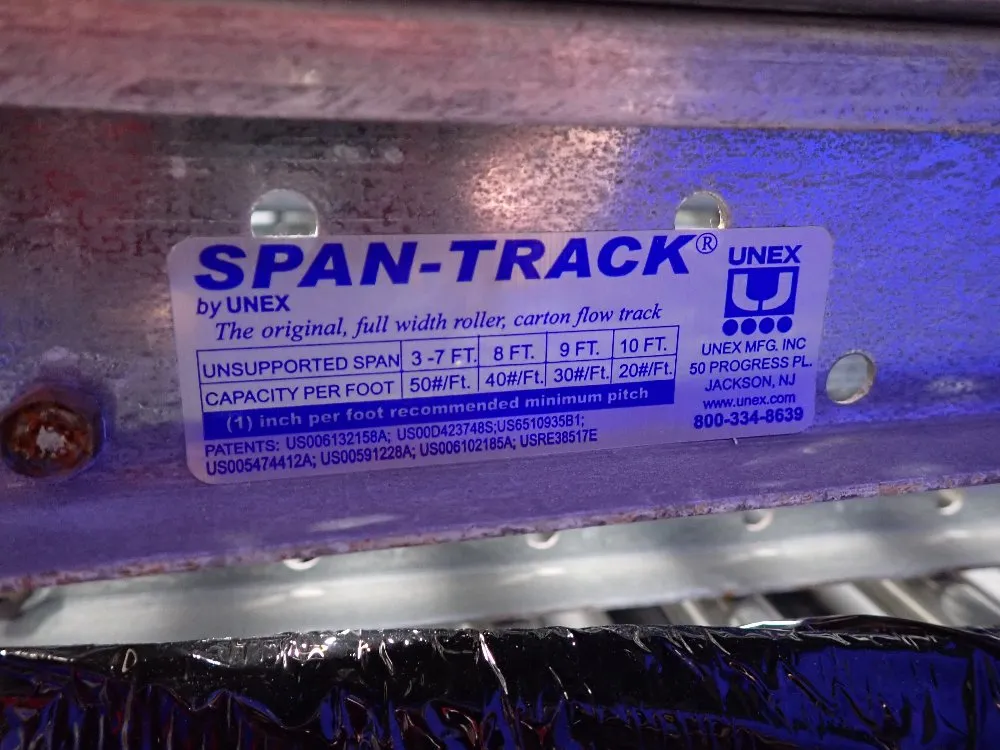 SPAN-TRACK®
by UNEX
The original, full width roller, carton flow track
UNSUPPORTED SPAN 3 -7 FT. 8 FT. 9 FT. 10 FT.
CAPACITY PER FOOT 50#/Ft. 40#/Ft. 30#/Ft. 20#/Ft.
(1) inch per foot recommended minimum pitch
PATENTS: US006132158A; US00D423748S;US6510935B1;
US005474412A; US00591228A; US006102185A; USRE38517E
UNEX
UNEX MFG. INC
50 PROGRESS PL.
JACKSON, NJ
www.unex.com
800-334-8639